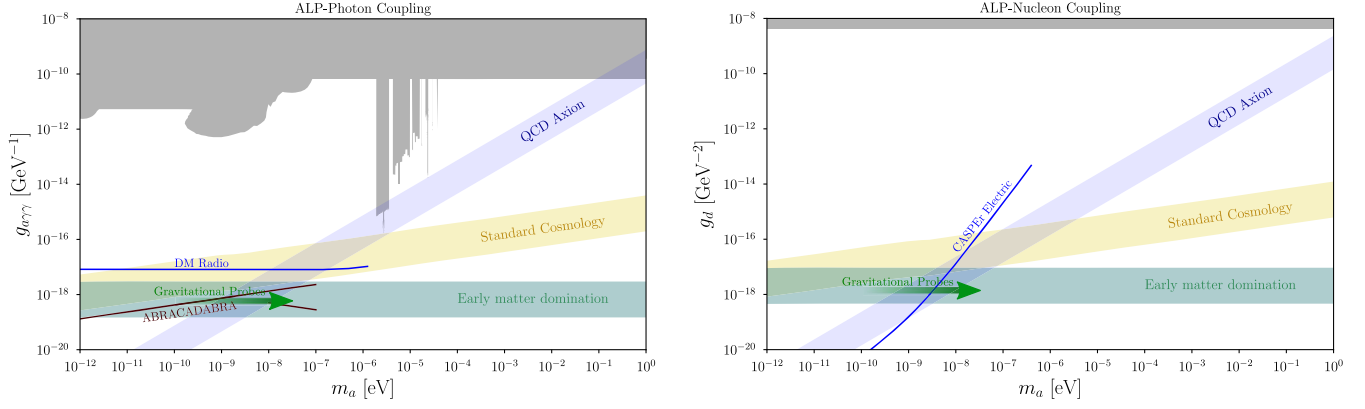 ALP-Photon Coupling
10⁻⁸
10⁻¹⁰
10⁻¹²
10⁻¹⁴
10⁻¹⁶
10⁻¹⁸
10⁻²⁰
g_{aγγ} [GeV⁻¹]
QCD Axion
Standard Cosmology
DM Radio
Gravitational Probes
Early matter domination
ABRACADABRA
10⁻¹² 10⁻¹¹ 10⁻¹⁰ 10⁻⁹ 10⁻⁸ 10⁻⁷ 10⁻⁶ 10⁻⁵ 10⁻⁴ 10⁻³ 10⁻² 10⁻¹ 10⁰
m_a [eV]
ALP-Nucleon Coupling
10⁻⁸
10⁻¹⁰
10⁻¹²
10⁻¹⁴
10⁻¹⁶
10⁻¹⁸
10⁻²⁰
g_d [GeV⁻²]
QCD Axion
CASPEr Electric
Standard Cosmology
Gravitational Probes
Early matter domination
10⁻¹² 10⁻¹¹ 10⁻¹⁰ 10⁻⁹ 10⁻⁸ 10⁻⁷ 10⁻⁶ 10⁻⁵ 10⁻⁴ 10⁻³ 10⁻² 10⁻¹ 10⁰
m_a [eV]